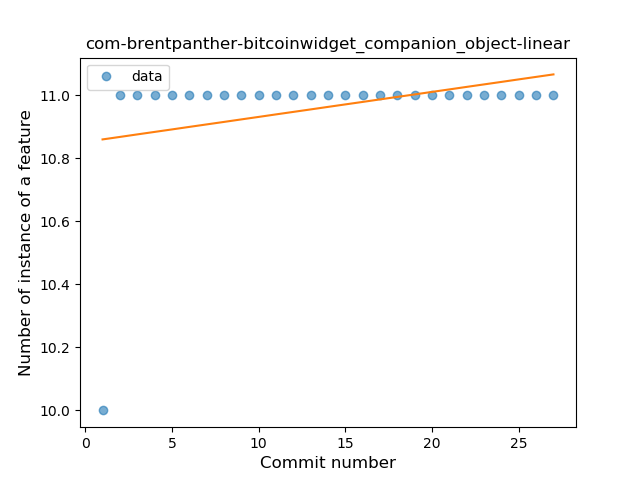 com-brentpanther-bitcoinwidget_companion_object-linear
data
Number of instance of a feature
11.0
10.8
10.6
10.4
10.2
10.0
0 5 10 15 20 25
Commit number